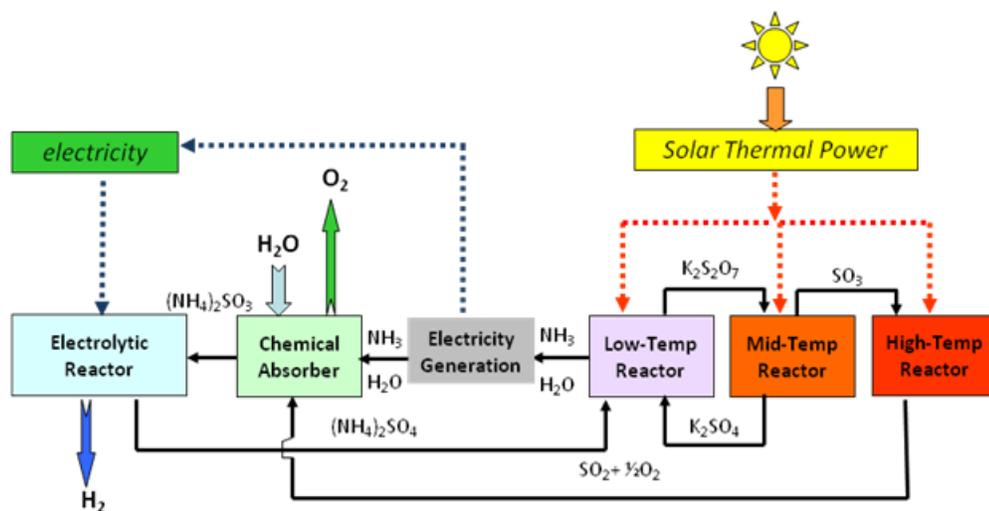 electricity
Solar Thermal Power
O₂
H₂O
(NH₄)₂SO₃
K₂S₂O₇
SO₃
Electrolytic
Reactor
Chemical
Absorber
NH₃
H₂O
Electricity
Generation
NH₃
H₂O
Low-Temp
Reactor
Mid-Temp
Reactor
High-Temp
Reactor
(NH₄)₂SO₄
K₂SO₄
SO₂+ ½O₂
H₂